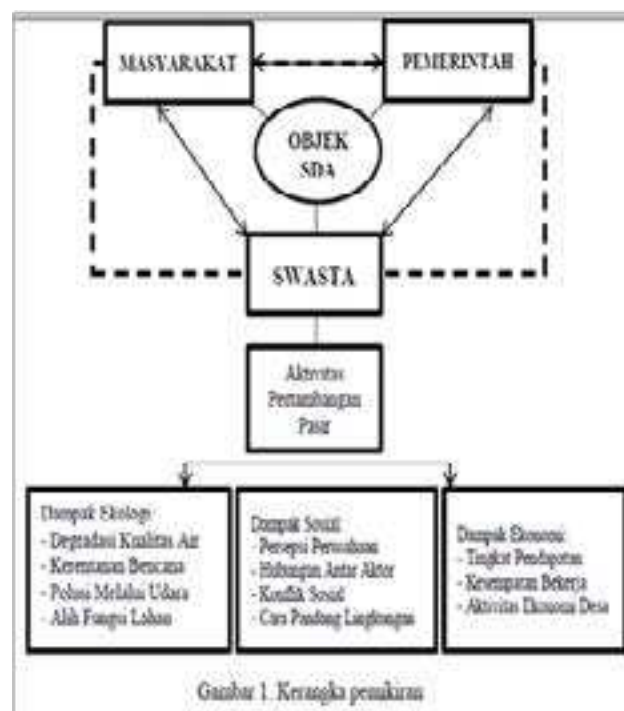 MASYARAKAT
PEMERINTAH
OBJEK
SDA
SWASTA
Aktivitas
Pertambangan
Pasir
Dampak Ekologi
- Degradasi Kualitas Air
- Kerentanan Bencana
- Polusi Melalui Udara
- Alih Fungsi Lahan
Dampak Sosial
- Persepsi Perusahaan
- Hubungan Antar Aktor
- Konflik Sosial
- Cara Pandang Lingkungan
Dampak Ekonomi
- Tingkat Pendapatan
- Kesempatan Bekerja
- Aktivitas Ekonomi Desa
Gambar 1. Kerangka pemikiran